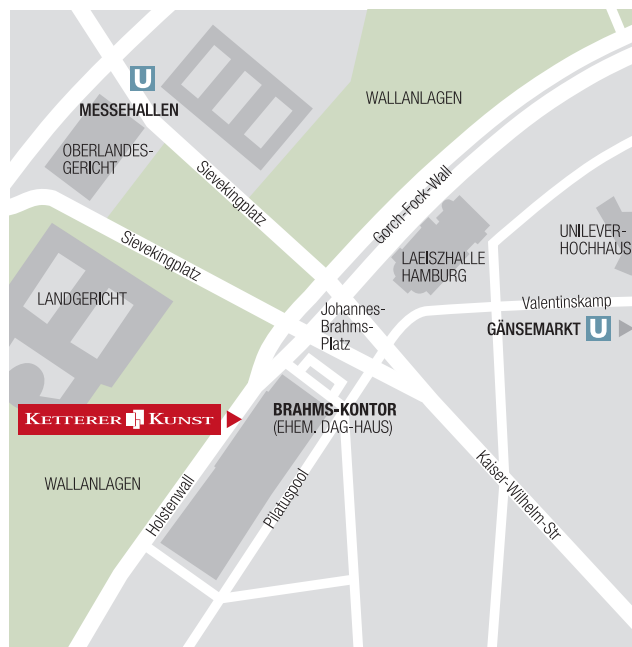 U
MESSEHALLEN
WALLANLAGEN
OBERLANDES-
GERICHT
Sievekingplatz
Gorch-Fock-Wall
Sievekingplatz
UNILEVER-
HOCHHAUS
LAEISZHALLE
HAMBURG
LANDGERICHT
Johannes-
Brahms-
Platz
Valentinskamp
GÄNSEMARKT U
KETTERER KUNST
BRAHMS-KONTOR
(EHEM. DAG-HAUS)
WALLANLAGEN
Holstenwall
Pilatuspool
Kaiser-Wilhelm-Str